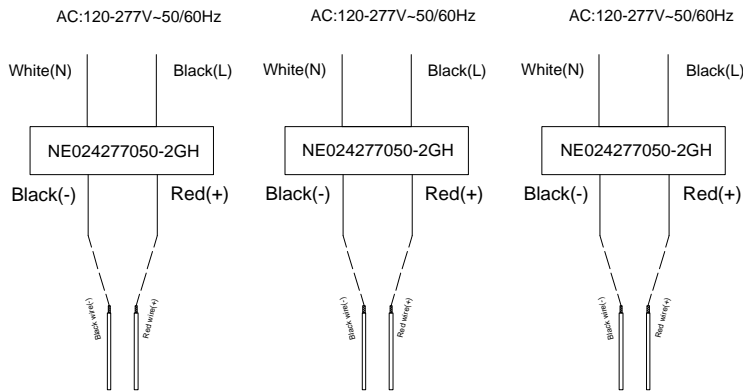 AC:120-277V~50/60Hz
White(N) Black(L)
NE024277050-2GH
Black(-) Red(+)
Black wire(-) Red wire(+)
AC:120-277V~50/60Hz
White(N) Black(L)
NE024277050-2GH
Black(-) Red(+)
Black wire(-) Red wire(+)
AC:120-277V~50/60Hz
White(N) Black(L)
NE024277050-2GH
Black(-) Red(+)
Black wire(-) Red wire(+)